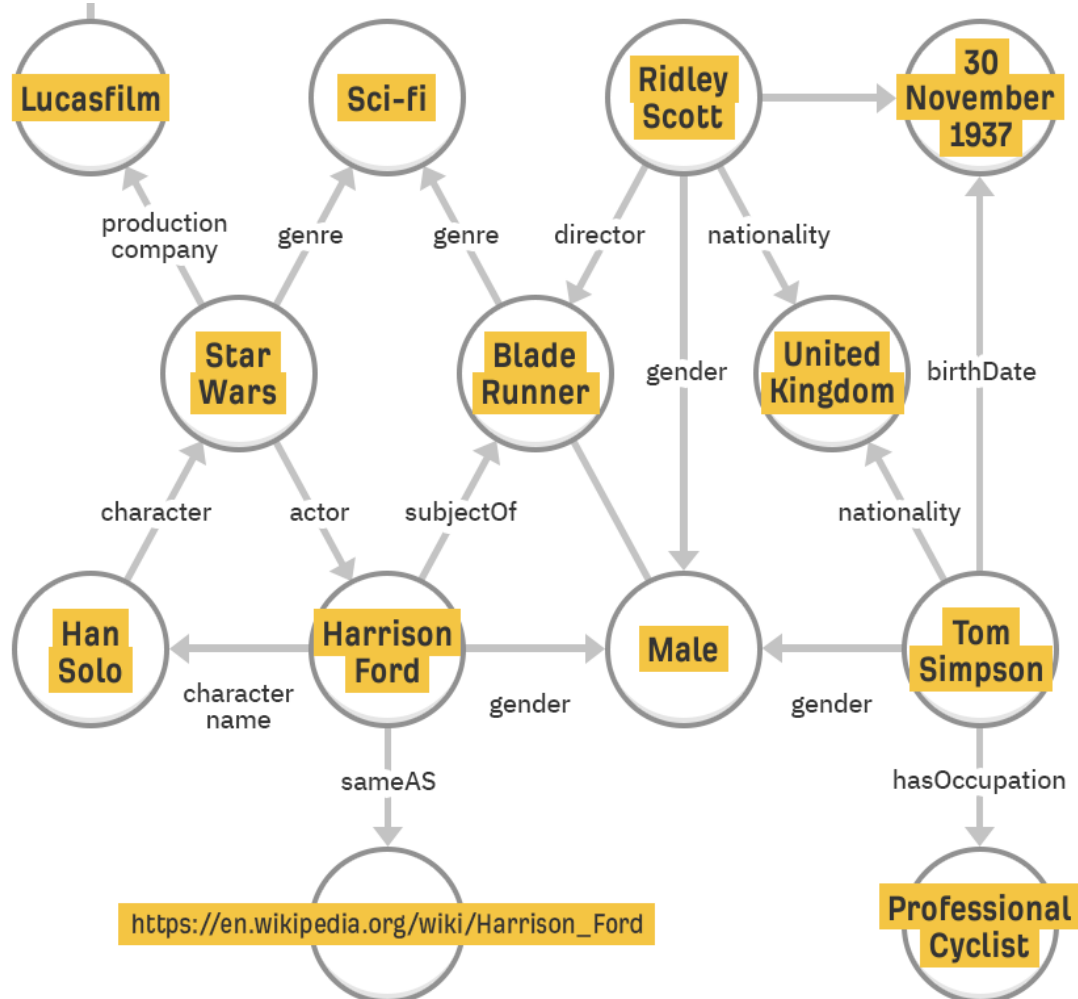 Lucasfilm
Sci-fi
Ridley
Scott
30
November
1937
production
company
genre
genre
director
nationality
Star
Wars
Blade
Runner
gender
United
Kingdom
birthDate
character
actor
subjectOf
nationality
Han
Solo
Harrison
Ford
Male
Tom
Simpson
character
name
gender
gender
sameAS
hasOccupation
https://en.wikipedia.org/wiki/Harrison_Ford
Professional
Cyclist